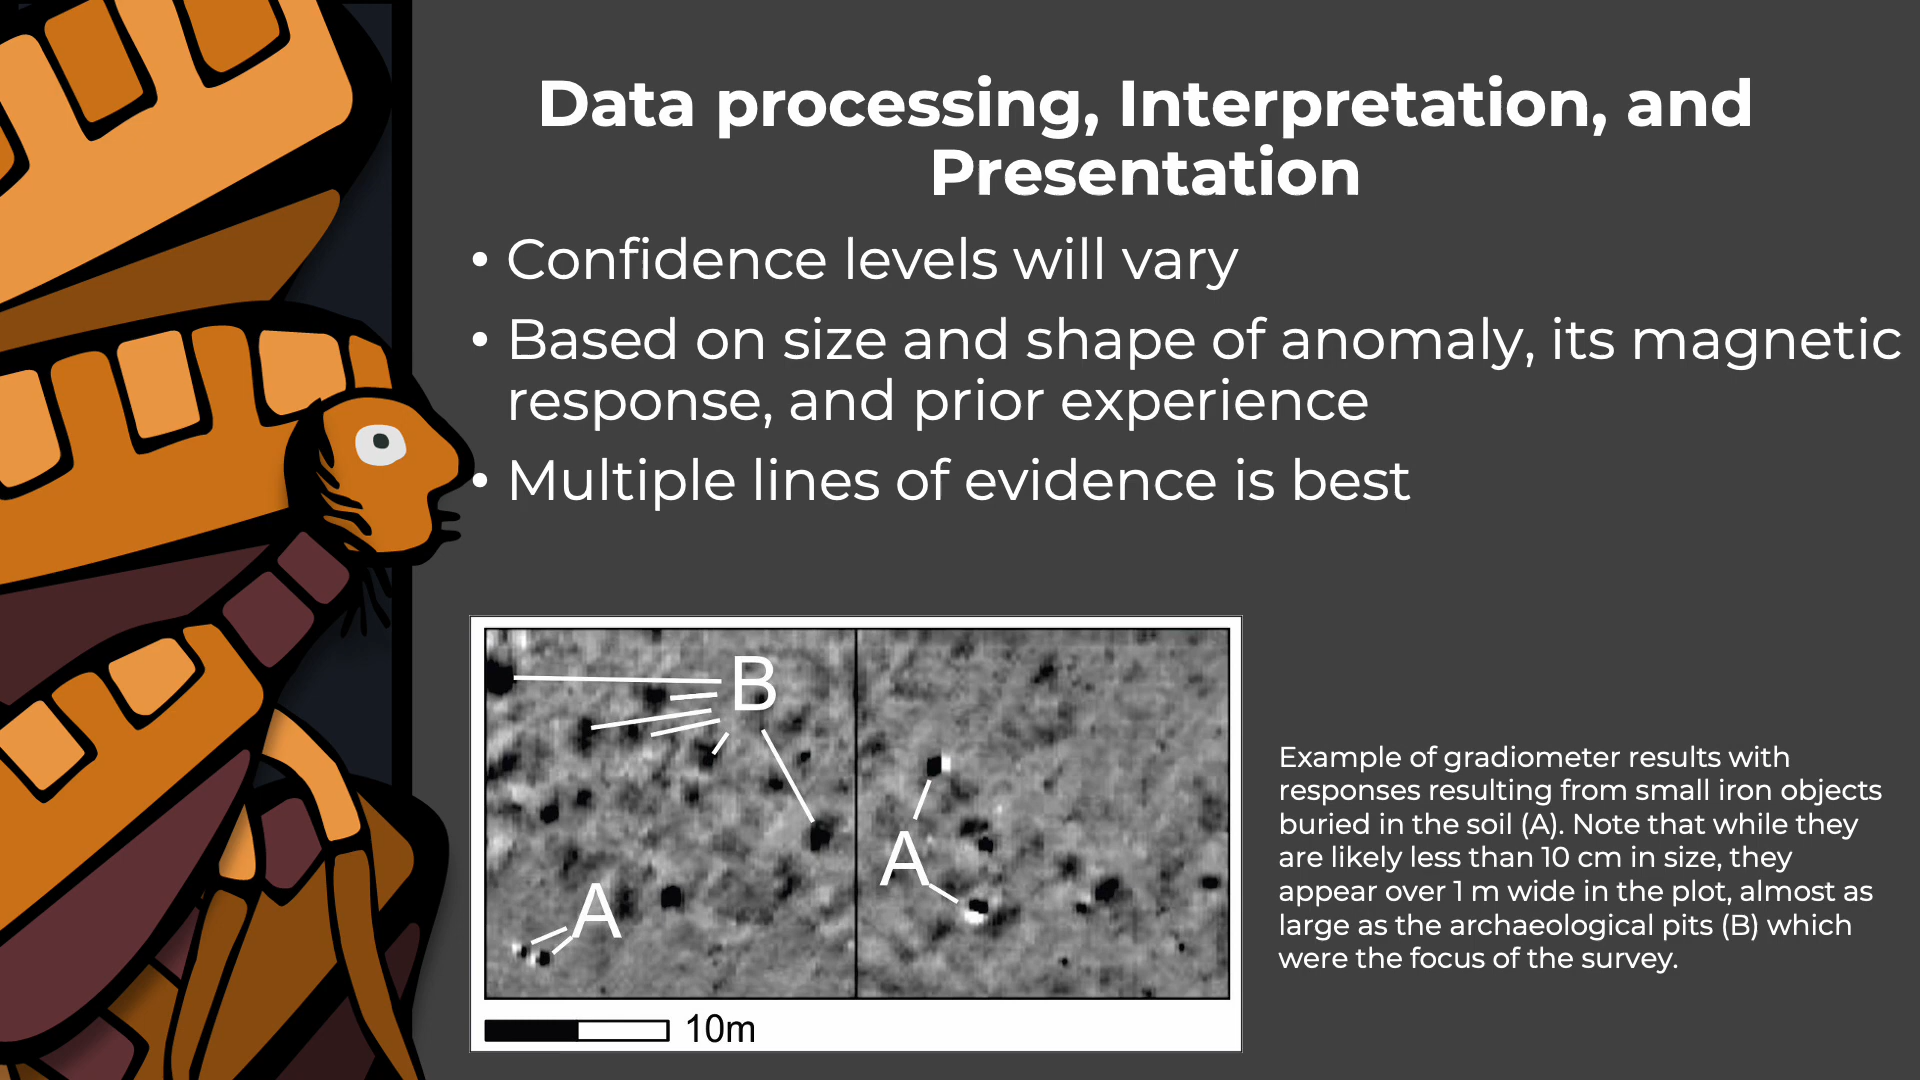 Data processing, Interpretation, and
Presentation
• Confidence levels will vary
• Based on size and shape of anomaly, its magnetic
response, and prior experience
• Multiple lines of evidence is best
B
A
A
10m
Example of gradiometer results with
responses resulting from small iron objects
buried in the soil (A). Note that while they
are likely less than 10 cm in size, they
appear over 1 m wide in the plot, almost as
large as the archaeological pits (B) which
were the focus of the survey.